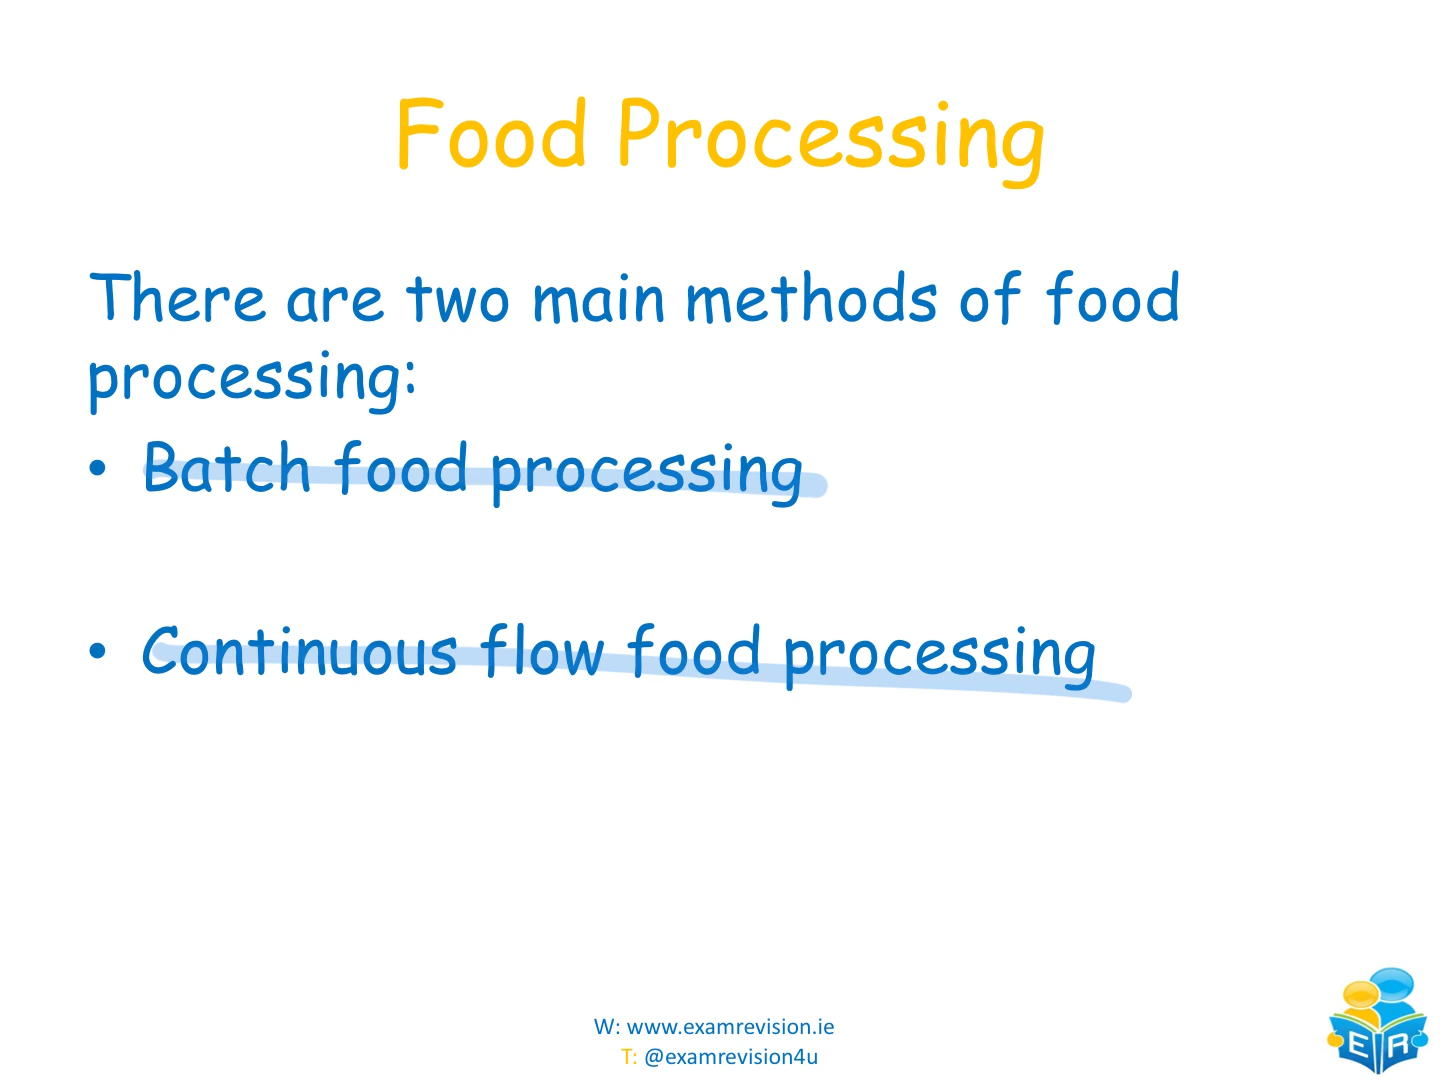 Food Processing
There are two main methods of food
processing:
• Batch food processing
• Continuous flow food processing
W: www.examrevision.ie
T: @examrevision4u
E R